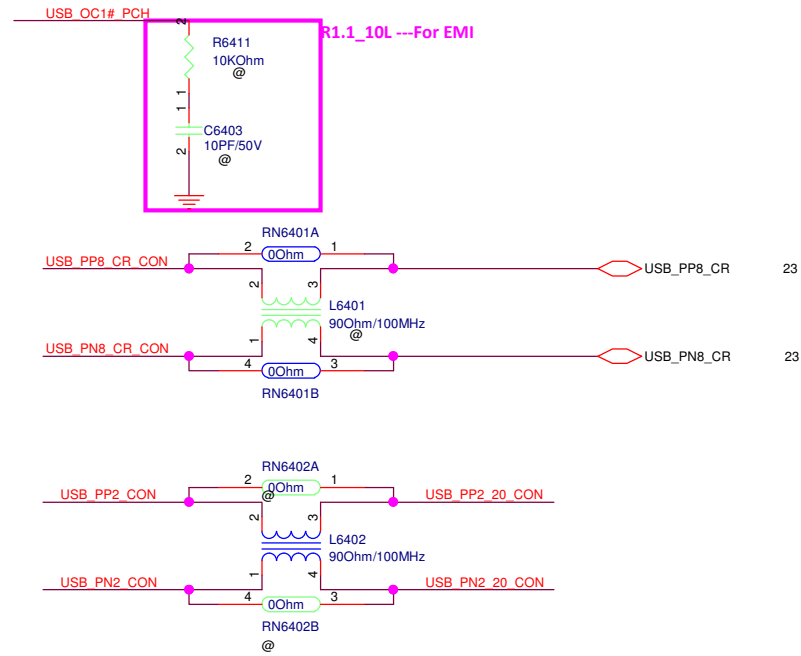 USB_OC1#_PCH
R1.1_10L ---For EMI
2
R6411
10KOhm
@
1
1
C6403
10PF/50V
2
@
RN6401A
2 0Ohm 1
USB_PP8_CR_CON
USB_PP8_CR 23
2 3
L6401
90Ohm/100MHz
@
1 4
USB_PN8_CR_CON
USB_PN8_CR 23
4 0Ohm 3
RN6401B
RN6402A
2 0Ohm 1
@
USB_PP2_CON
USB_PP2_20_CON
2 3
L6402
90Ohm/100MHz
1 4
USB_PN2_CON
USB_PN2_20_CON
4 0Ohm 3
RN6402B
@